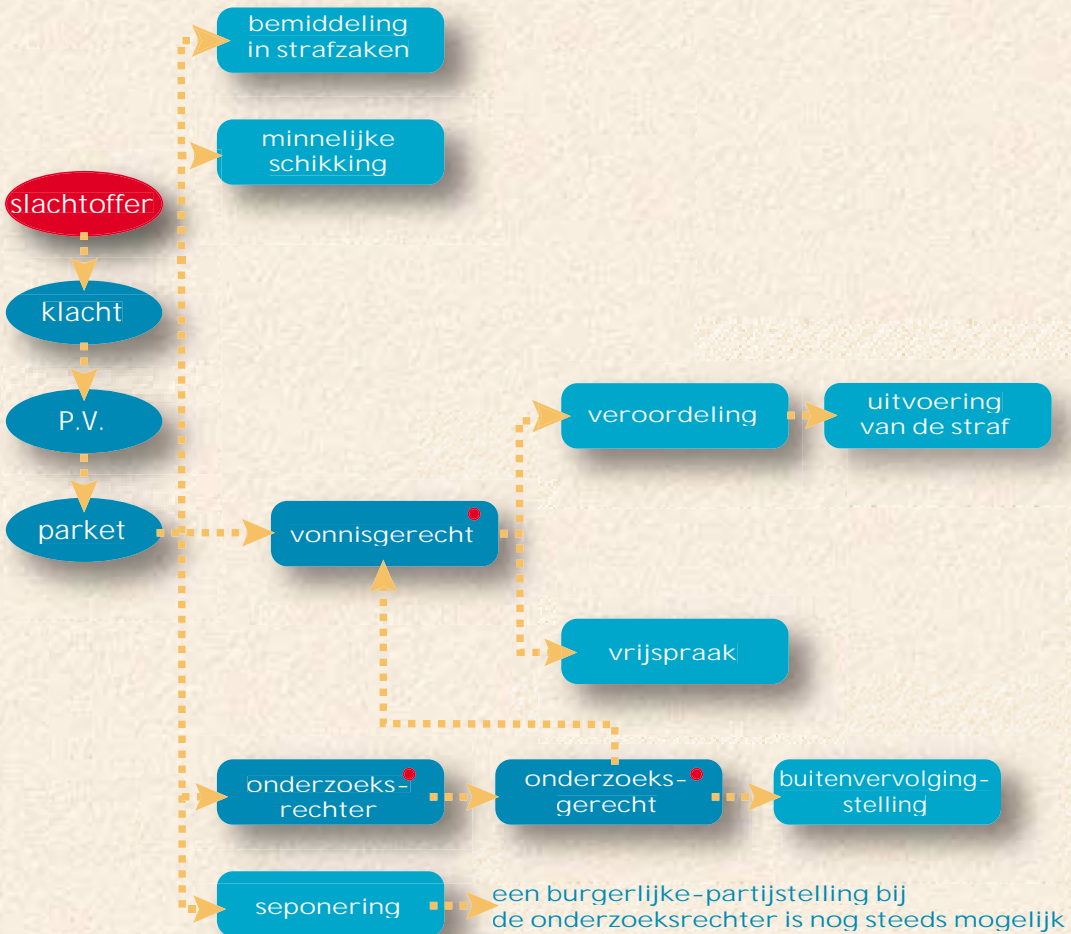 bemiddeling
in strafzaken
minnelijke
schikking
slachtoffer
klacht
P.V.
parket
vonnisgerecht
veroordeling
uitvoering
van de straf
vrijspraak
onderzoeks-
rechter
onderzoeks-
gerecht
buitenvervolging-
stelling
seponering
een burgerlijke-partijstelling bij
de onderzoeksrechter is nog steeds mogelijk